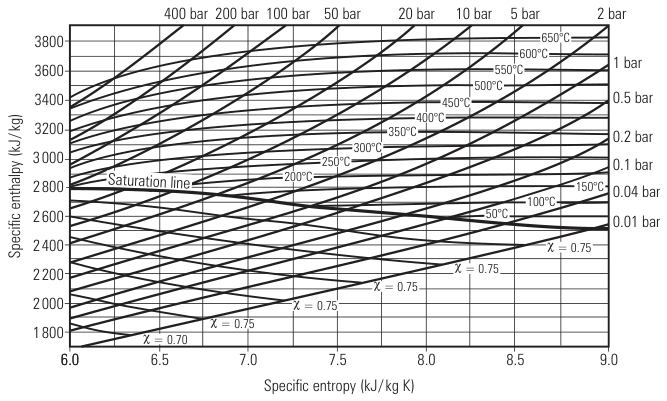 400 bar 200 bar 100 bar 50 bar 20 bar 10 bar 5 bar 2 bar
3800
650°C
600°C
1 bar
3600
550°C
500°C
3400
450°C
0.5 bar
400°C
3200
350°C
0.2 bar
300°C
3000
250°C
0.1 bar
200°C
Saturation line
2800
150°C
0.04 bar
100°C
2600
50°C
0.01 bar
2400
χ = 0.75
2200
χ = 0.75
χ = 0.75
2000
χ = 0.75
χ = 0.75
1800
χ = 0.70
6.0 6.5 7.0 7.5 8.0 8.5 9.0
Specific enthalpy (kJ/kg)
Specific entropy (kJ/kg K)